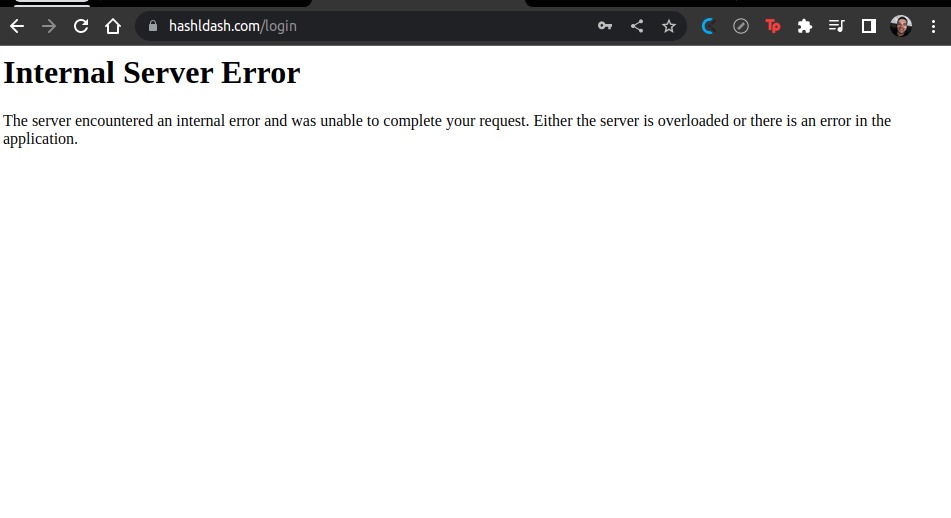 hashldash.com/login
Tp
Internal Server Error
The server encountered an internal error and was unable to complete your request. Either the server is overloaded or there is an error in the
application.